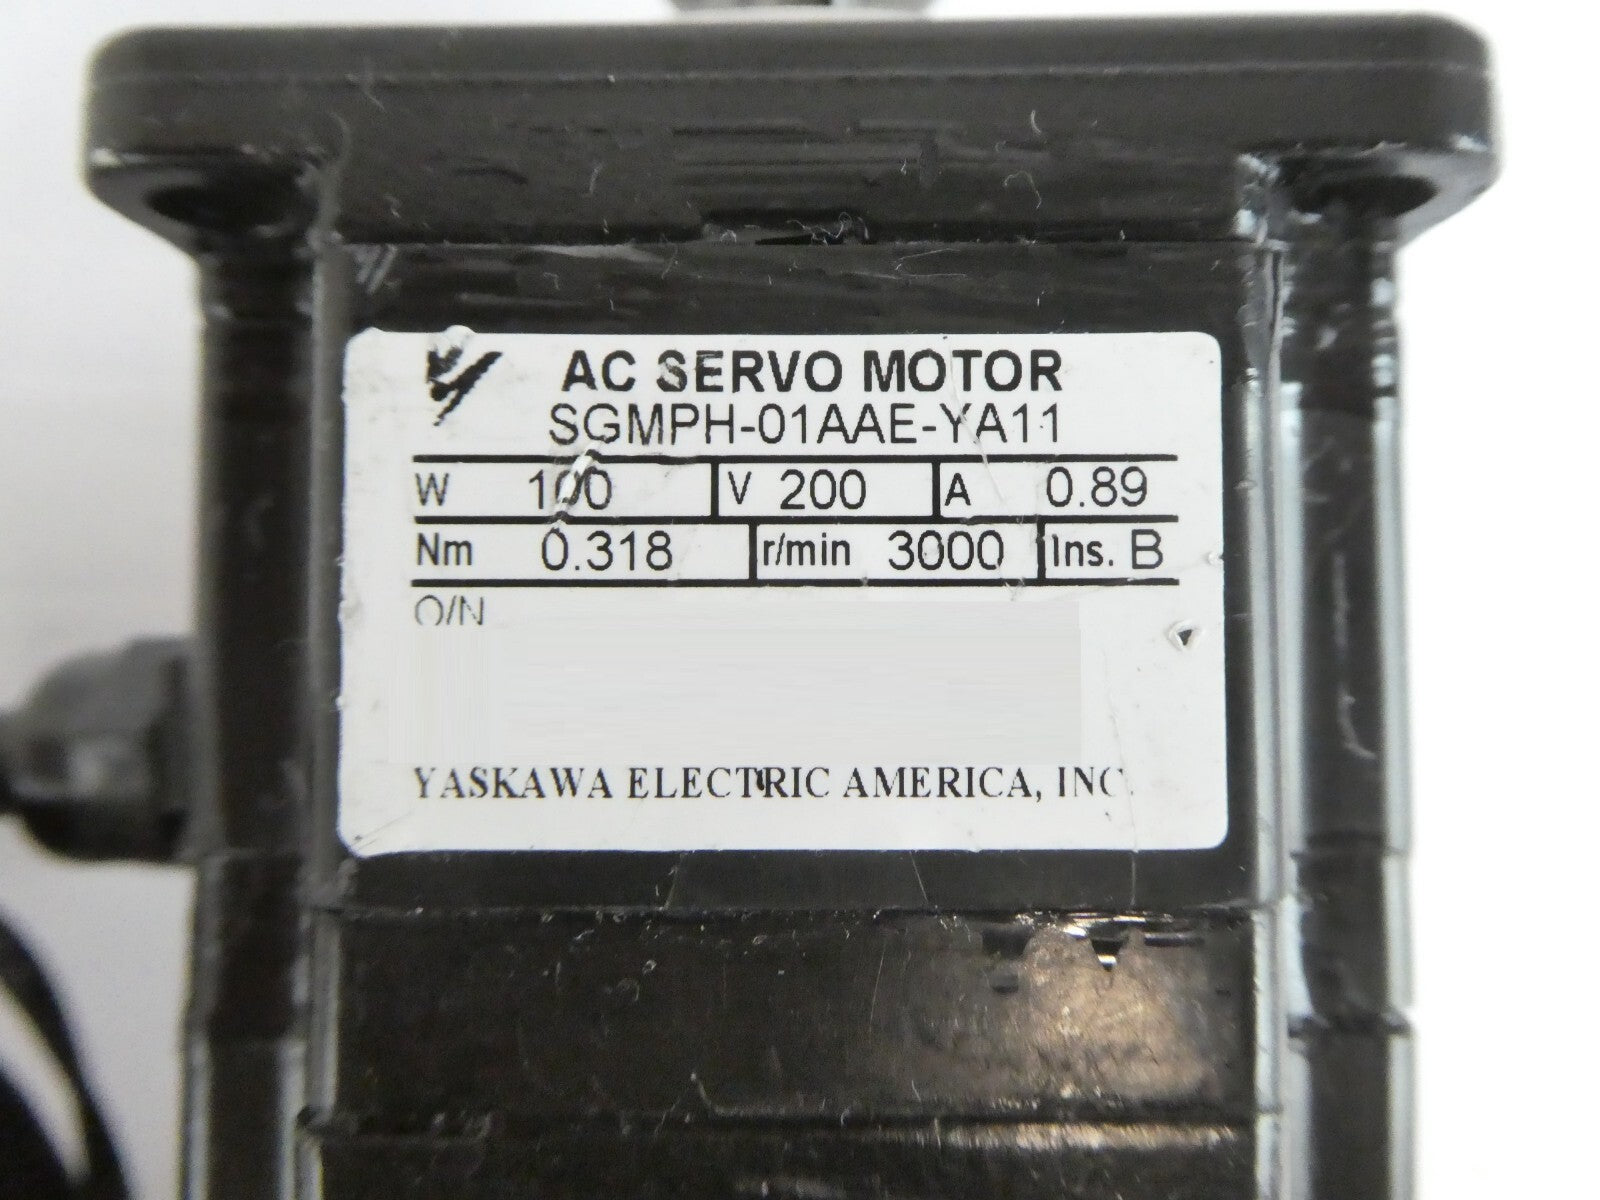 AC SERVO MOTOR
SGMPH-01AAE-YA11
W 100 V 200 A 0.89
Nm 0.318 r/min 3000 Ins. B
O/N
YASKAWA ELECTRIC AMERICA, INC.